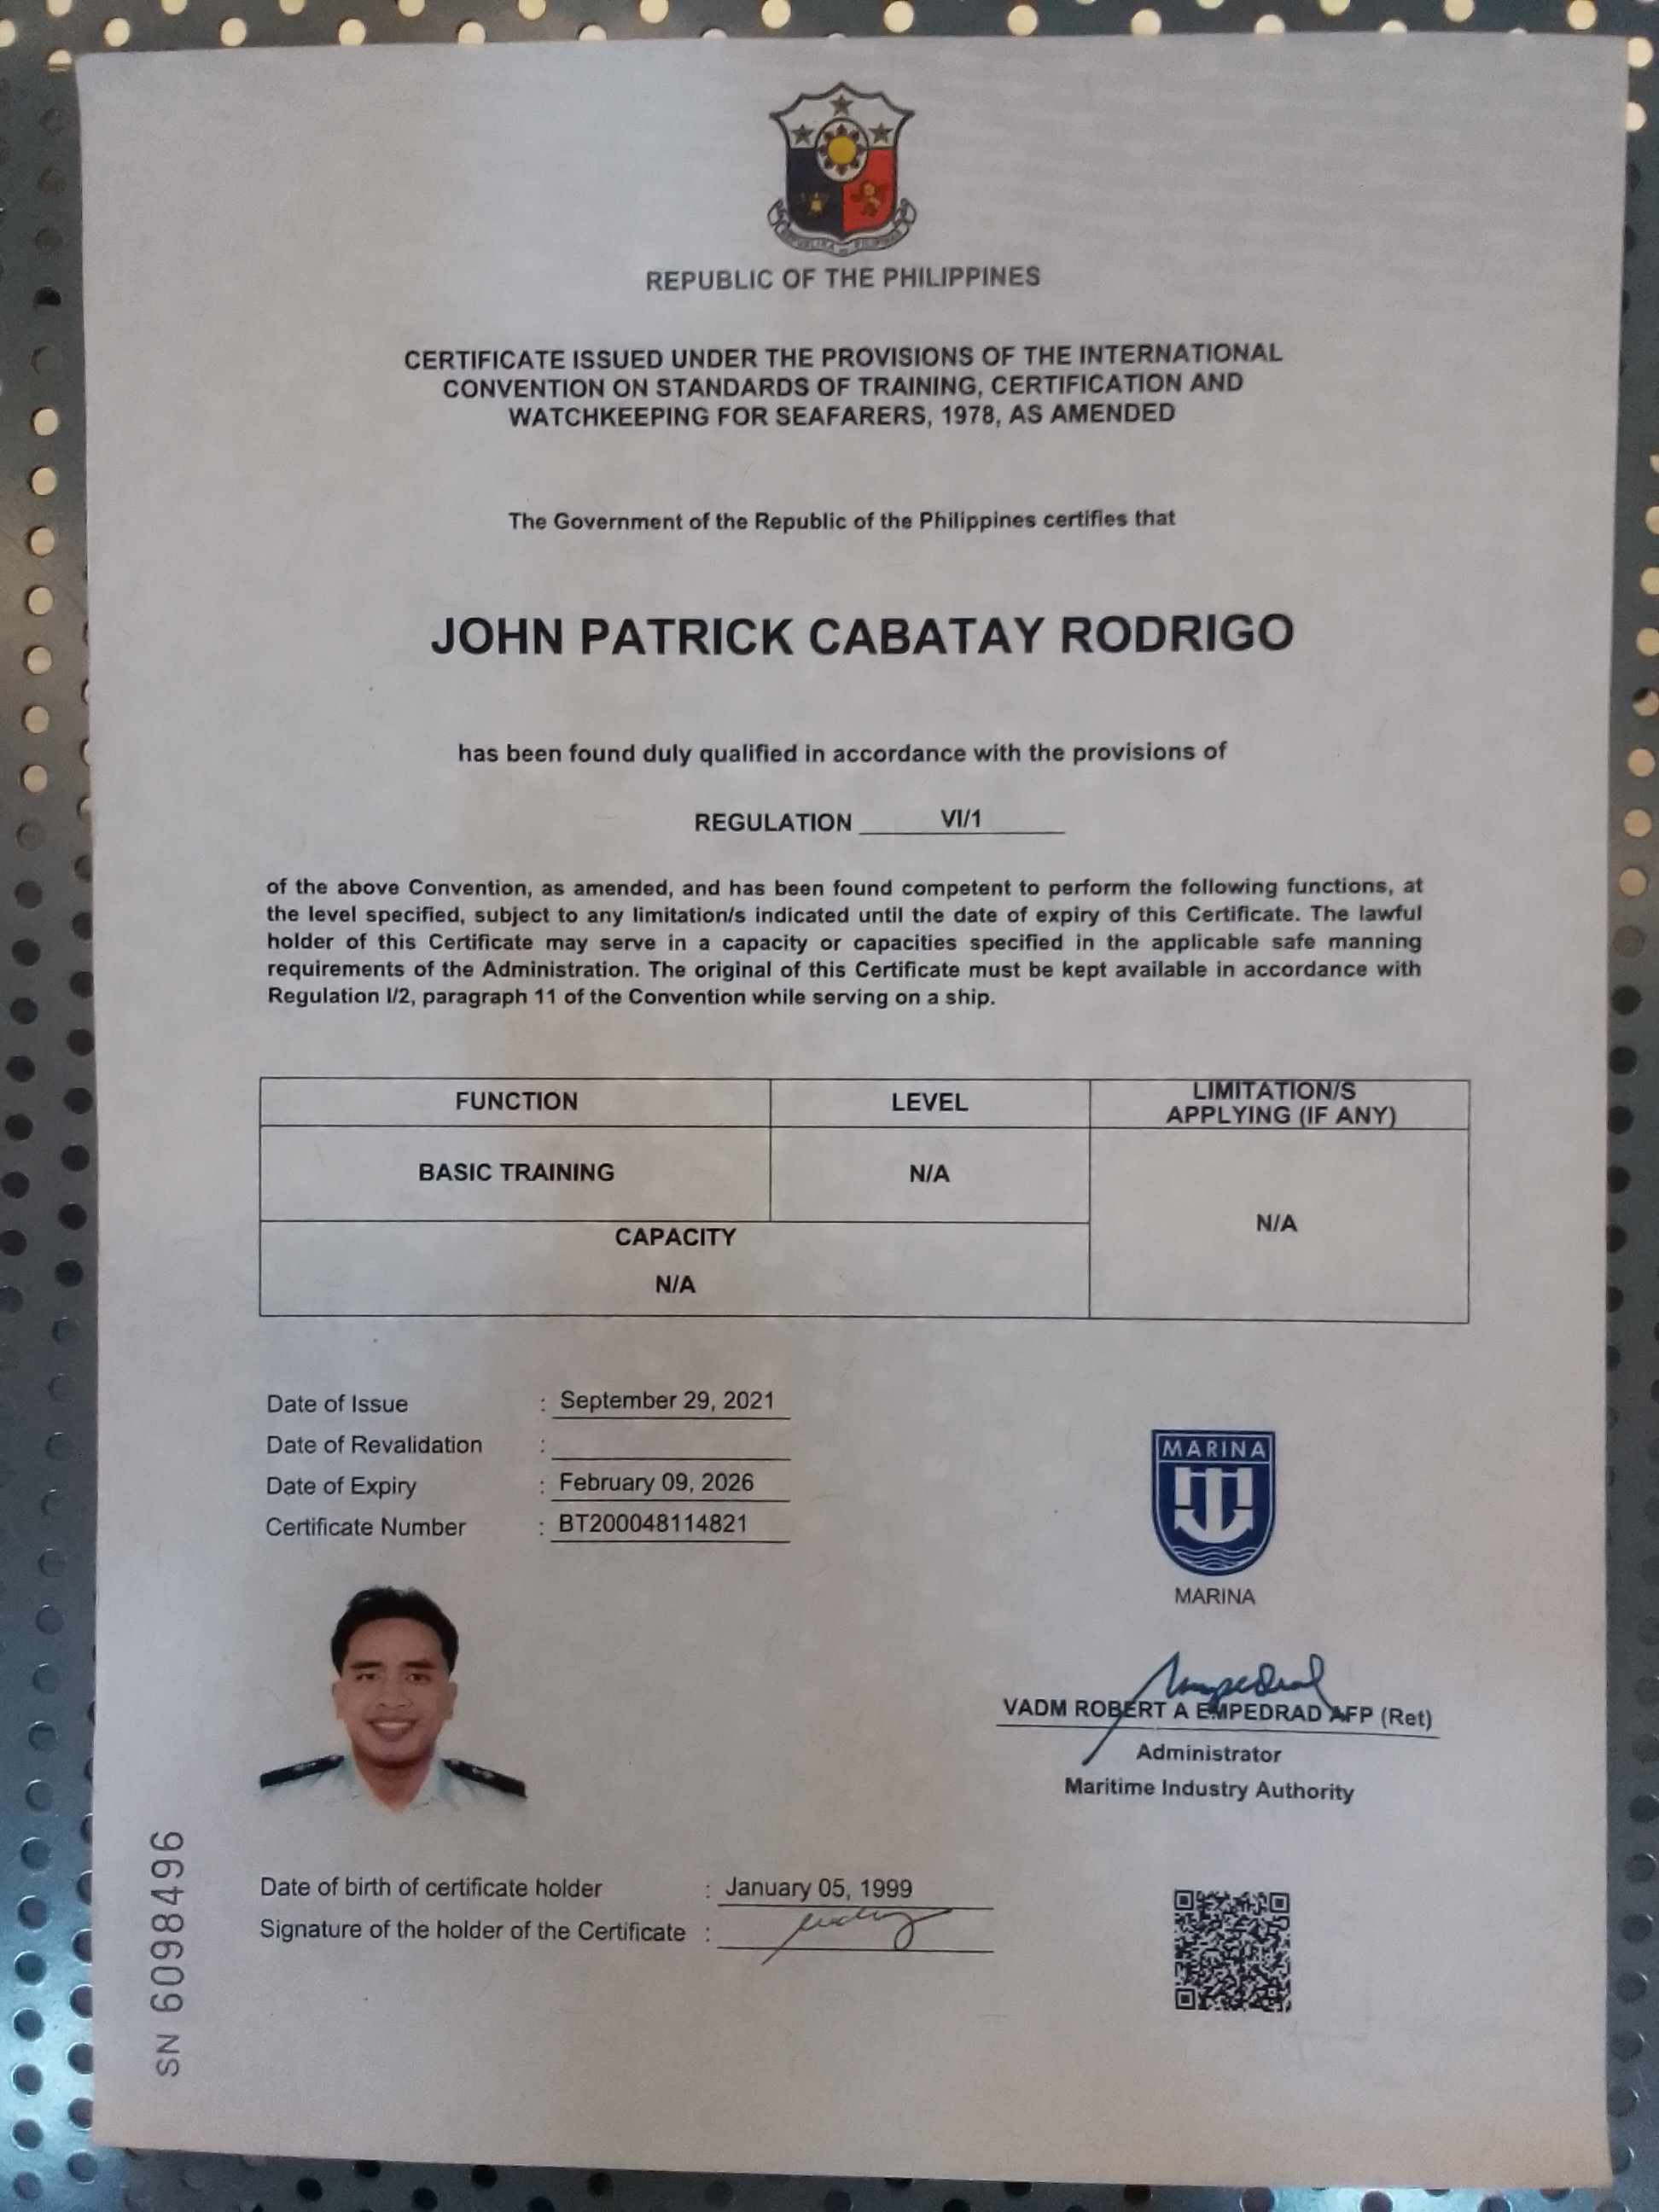 REPUBLIKA NG PILIPINAS
REPUBLIC OF THE PHILIPPINES
CERTIFICATE ISSUED UNDER THE PROVISIONS OF THE INTERNATIONAL
CONVENTION ON STANDARDS OF TRAINING, CERTIFICATION AND
WATCHKEEPING FOR SEAFARERS, 1978, AS AMENDED
The Government of the Republic of the Philippines certifies that
JOHN PATRICK CABATAY RODRIGO
has been found duly qualified in accordance with the provisions of
REGULATION VI/1
of the above Convention, as amended, and has been found competent to perform the following functions, at
the level specified, subject to any limitation/s indicated until the date of expiry of this Certificate. The lawful
holder of this Certificate may serve in a capacity or capacities specified in the applicable safe manning
requirements of the Administration. The original of this Certificate must be kept available in accordance with
Regulation I/2, paragraph 11 of the Convention while serving on a ship.
FUNCTION LEVEL LIMITATION/S
APPLYING (IF ANY)
BASIC TRAINING N/A N/A
CAPACITY
N/A
Date of Issue : September 29, 2021
Date of Revalidation :
Date of Expiry : February 09, 2026
Certificate Number : BT200048114821
MARINA
MARINA
VADM ROBERT A EMPEDRAD AFP (Ret)
Administrator
Maritime Industry Authority
Date of birth of certificate holder : January 05, 1999
Signature of the holder of the Certificate :
SN 6098496